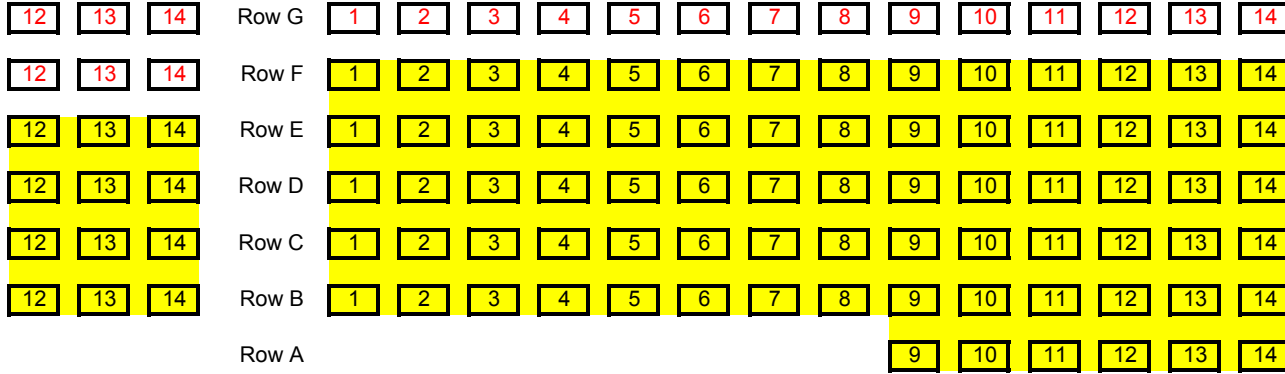 12 13 14 Row G 1 2 3 4 5 6 7 8 9 10 11 12 13 14
12 13 14 Row F 1 2 3 4 5 6 7 8 9 10 11 12 13 14
12 13 14 Row E 1 2 3 4 5 6 7 8 9 10 11 12 13 14
12 13 14 Row D 1 2 3 4 5 6 7 8 9 10 11 12 13 14
12 13 14 Row C 1 2 3 4 5 6 7 8 9 10 11 12 13 14
12 13 14 Row B 1 2 3 4 5 6 7 8 9 10 11 12 13 14
Row A 9 10 11 12 13 14